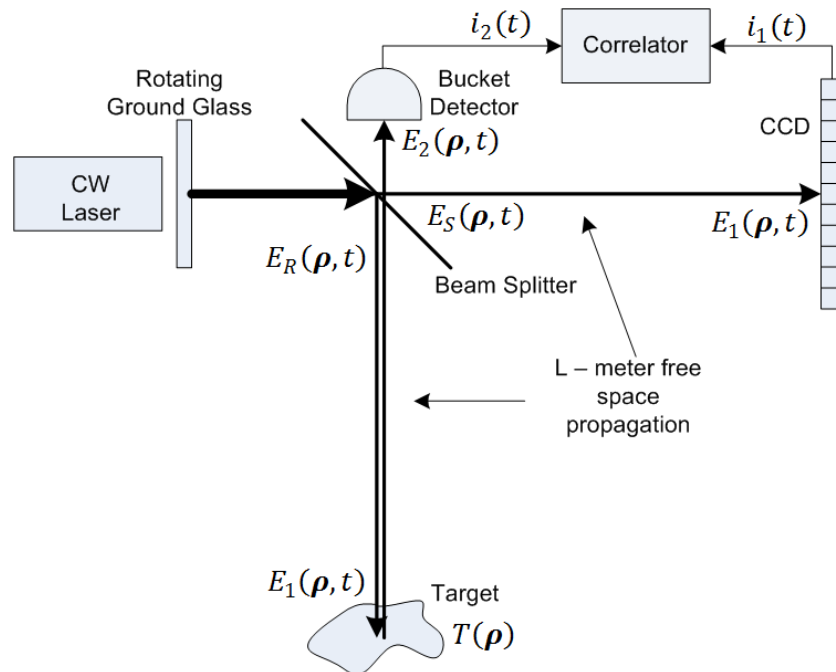 i₂(t)
i₁(t)
Correlator
Rotating
Ground Glass
Bucket
Detector
CCD
E₂(ρ, t)
CW
Laser
E_S(ρ, t)
E₁(ρ, t)
E_R(ρ, t)
Beam Splitter
L – meter free
space
propagation
E₁(ρ, t)
Target
T(ρ)